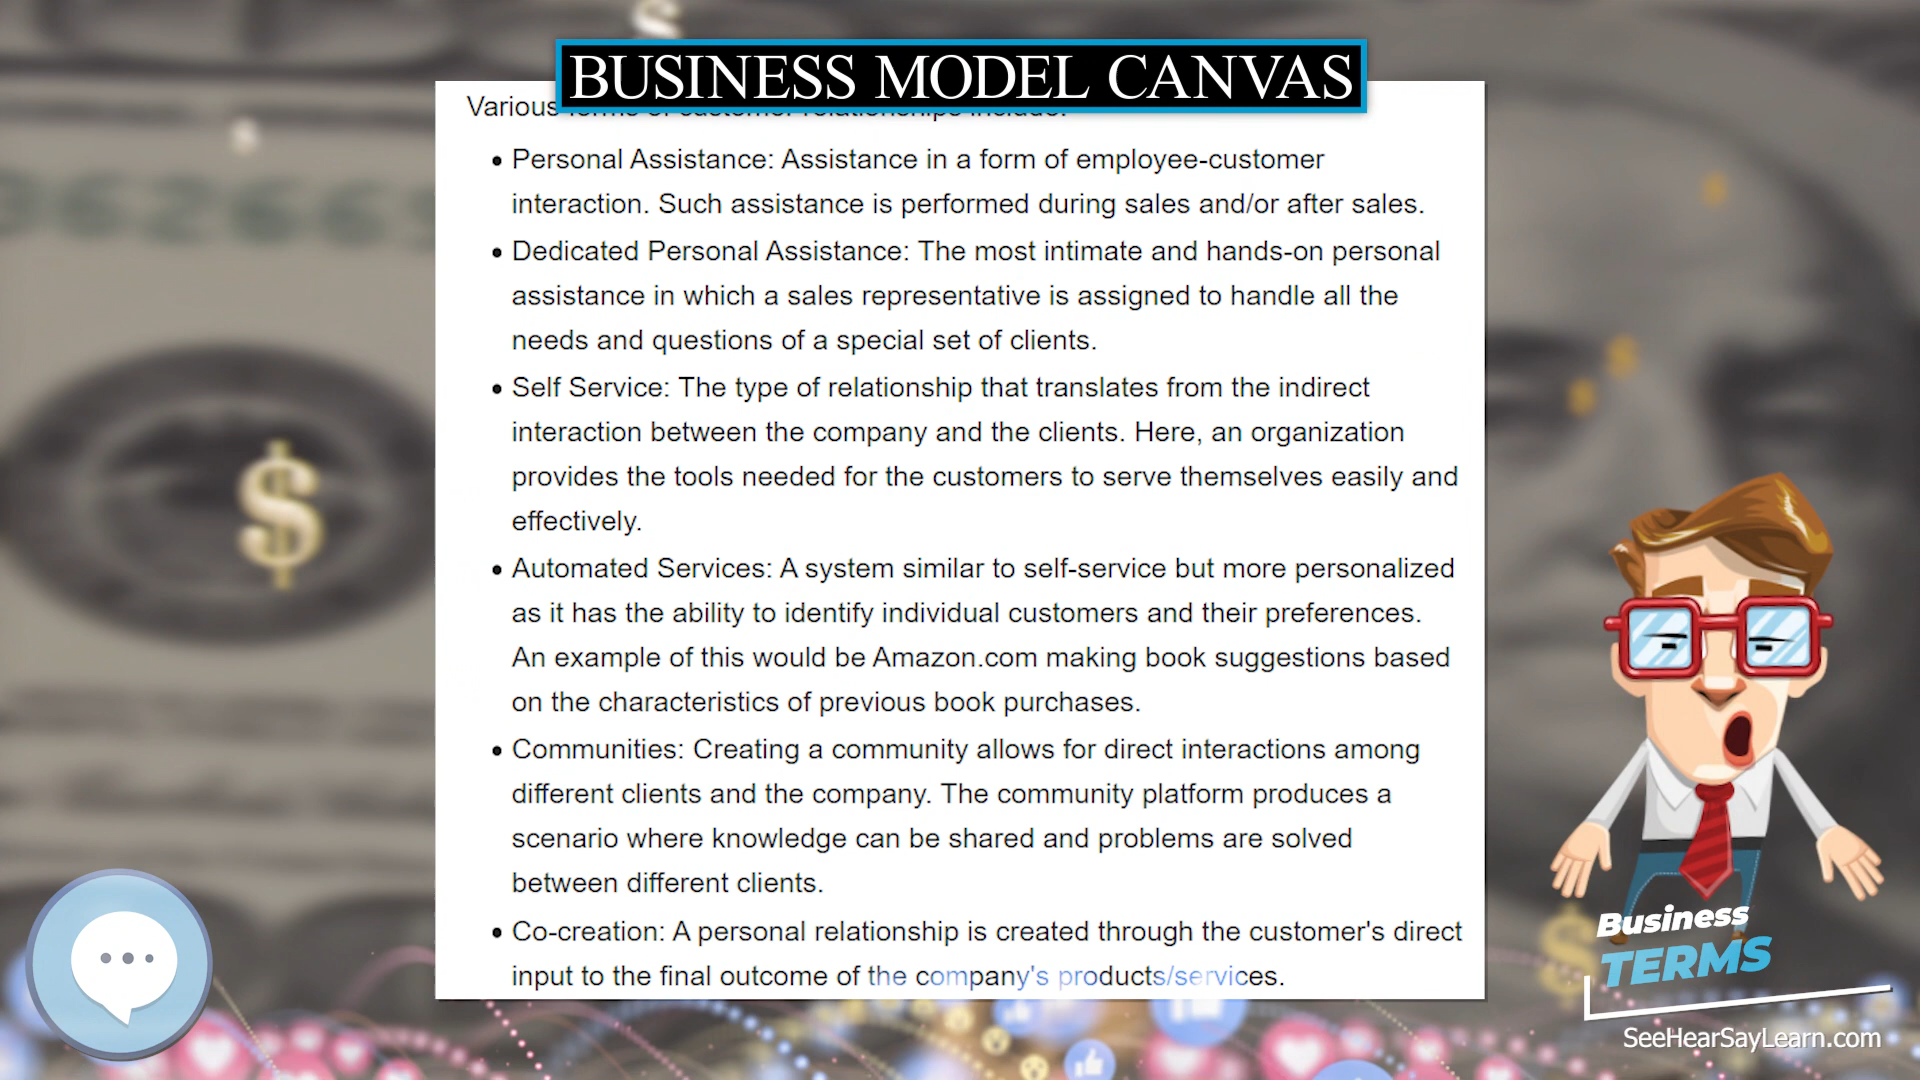 BUSINESS MODEL CANVAS
Various forms of customer relationships include:
• Personal Assistance: Assistance in a form of employee-customer
interaction. Such assistance is performed during sales and/or after sales.
• Dedicated Personal Assistance: The most intimate and hands-on personal
assistance in which a sales representative is assigned to handle all the
needs and questions of a special set of clients.
• Self Service: The type of relationship that translates from the indirect
interaction between the company and the clients. Here, an organization
provides the tools needed for the customers to serve themselves easily and
effectively.
• Automated Services: A system similar to self-service but more personalized
as it has the ability to identify individual customers and their preferences.
An example of this would be Amazon.com making book suggestions based
on the characteristics of previous book purchases.
• Communities: Creating a community allows for direct interactions among
different clients and the company. The community platform produces a
scenario where knowledge can be shared and problems are solved
between different clients.
• Co-creation: A personal relationship is created through the customer's direct
input to the final outcome of the company's products/services.
Business
TERMS
SeeHearSayLearn.com